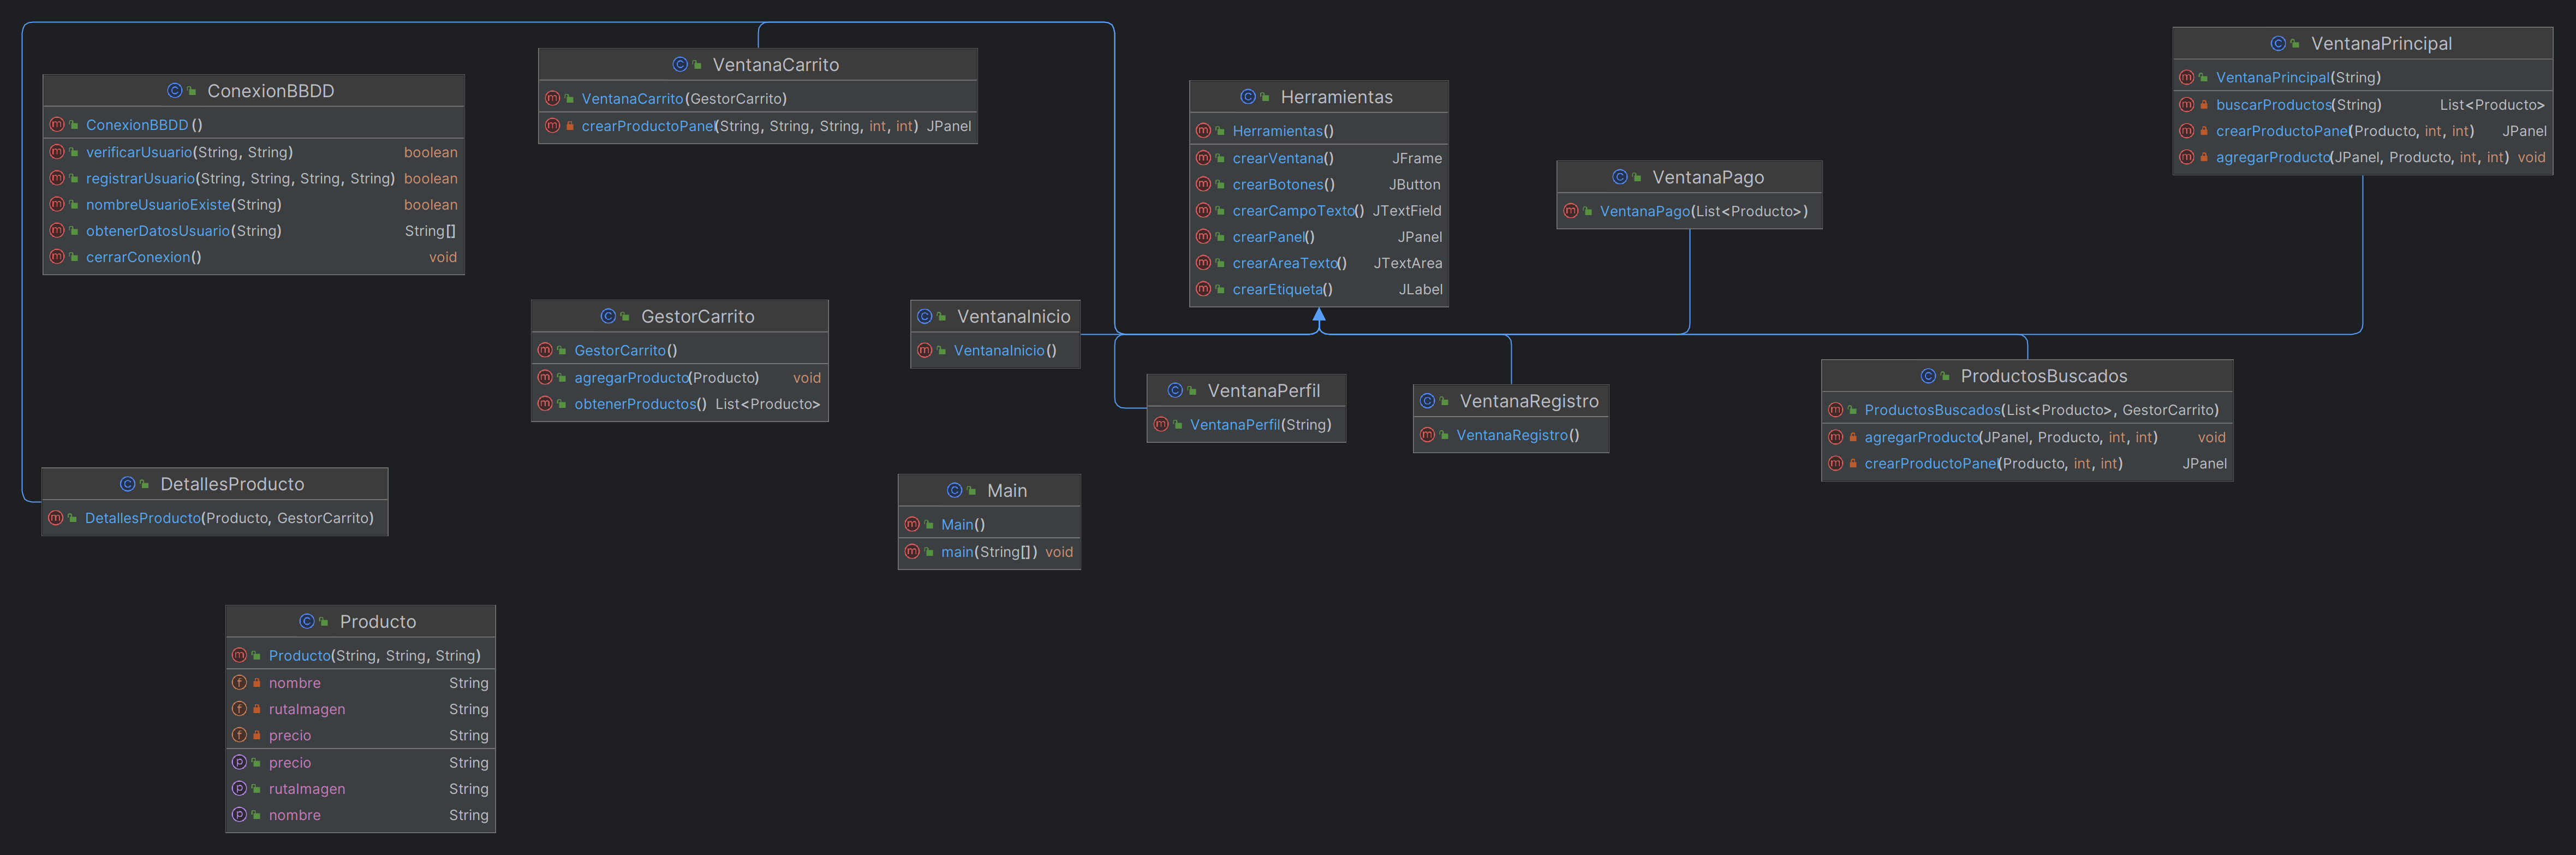 ConexionBBDD
ConexionBBDD()
verificarUsuario(String, String) boolean
registrarUsuario(String, String, String, String) boolean
nombreUsuarioExiste(String) boolean
obtenerDatosUsuario(String) String[]
cerrarConexion() void
VentanaCarrito
VentanaCarrito(GestorCarrito)
crearProductoPanel(String, String, String, int, int) JPanel
Herramientas
Herramientas()
crearVentana() JFrame
crearBotones() JButton
crearCampoTexto() JTextField
crearPanel() JPanel
crearAreaTexto() JTextArea
crearEtiqueta() JLabel
VentanaPago
VentanaPago(List<Producto>)
VentanaPrincipal
VentanaPrincipal(String)
buscarProductos(String) List<Producto>
crearProductoPanel(Producto, int, int) JPanel
agregarProducto(JPanel, Producto, int, int) void
GestorCarrito
GestorCarrito()
agregarProducto(Producto) void
obtenerProductos() List<Producto>
VentanaInicio
VentanaInicio()
VentanaPerfil
VentanaPerfil(String)
VentanaRegistro
VentanaRegistro()
ProductosBuscados
ProductosBuscados(List<Producto>, GestorCarrito)
agregarProducto(JPanel, Producto, int, int) void
crearProductoPanel(Producto, int, int) JPanel
DetallesProducto
DetallesProducto(Producto, GestorCarrito)
Main
Main()
main(String[]) void
Producto
Producto(String, String, String)
nombre String
rutaImagen String
precio String
precio String
rutaImagen String
nombre String